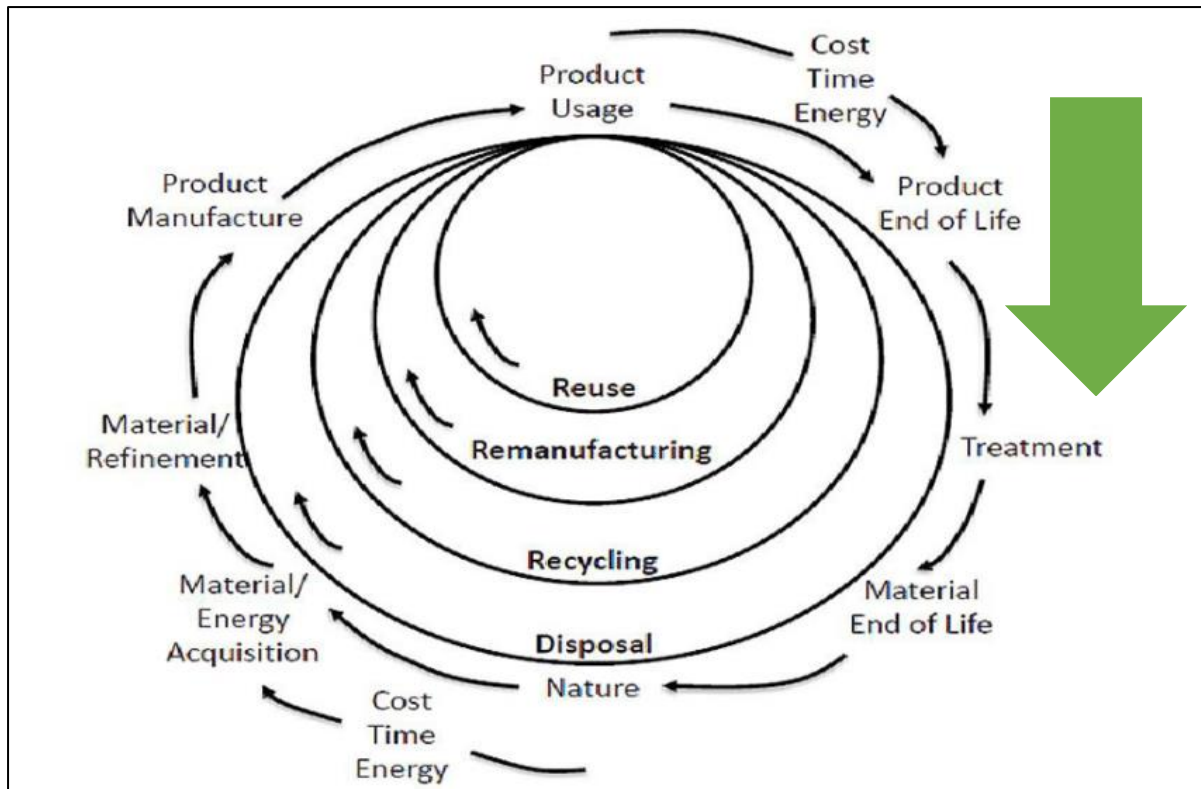 Cost
Time
Energy
Product
Usage
Product
End of Life
Product
Manufacture
Reuse
Material/
Refinement
Remanufacturing
Treatment
Recycling
Material/
Energy
Acquisition
Material
End of Life
Disposal
Nature
Cost
Time
Energy